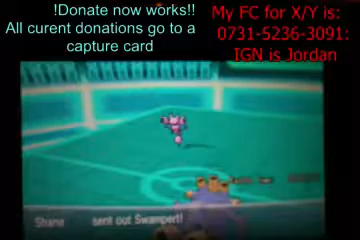 !Donate now works!!
All curent donations go to a
capture card
My FC for X/Y is:
0731-5236-3091:
IGN is Jordan
Shane sent out Swampert!